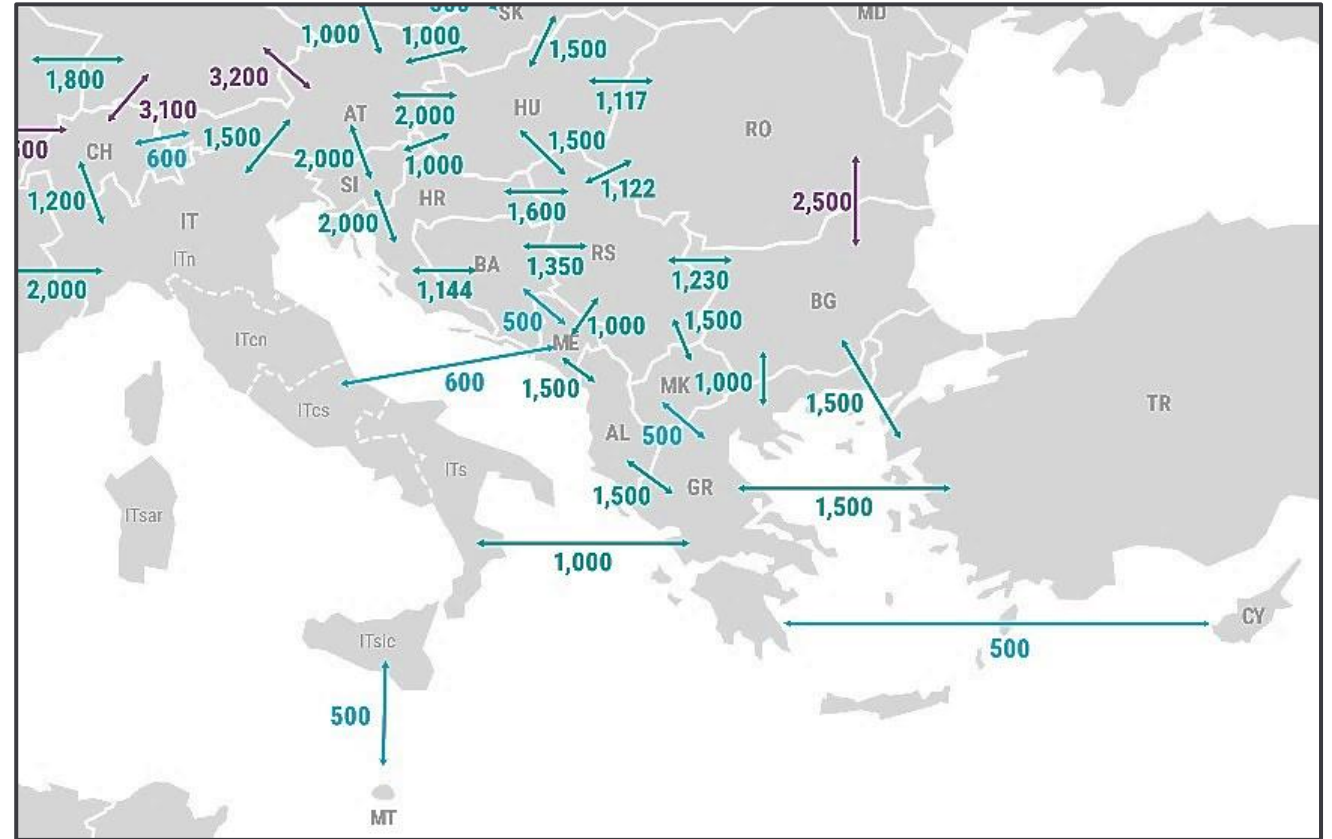 SK
MD
1,000
1,000
1,500
1,800
3,200
1,117
3,100
AT
2,000
HU
RO
CH
600
1,500
2,000
1,000
1,500
1,200
SI
HR
1,122
2,500
IT
2,000
1,600
ITn
BA
1,350
RS
1,230
2,000
1,144
BG
500
1,000
1,500
ITcn
ME
600
1,500
MK
1,000
1,500
TR
ITcs
AL
500
ITs
1,500
GR
1,500
ITsar
1,000
CY
ITsic
500
500
MT